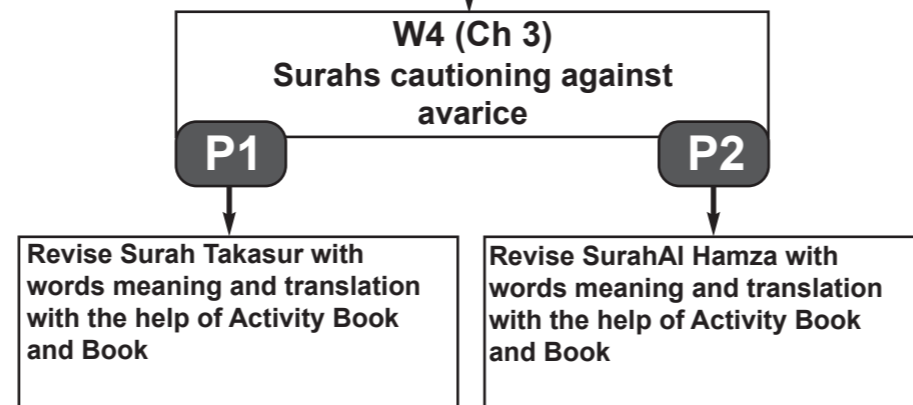 W4 (Ch 3)
Surahs cautioning against
avarice
P1
P2
Revise Surah Takasur with
words meaning and translation
with the help of Activity Book
and Book
Revise SurahAl Hamza with
words meaning and translation
with the help of Activity Book
and Book